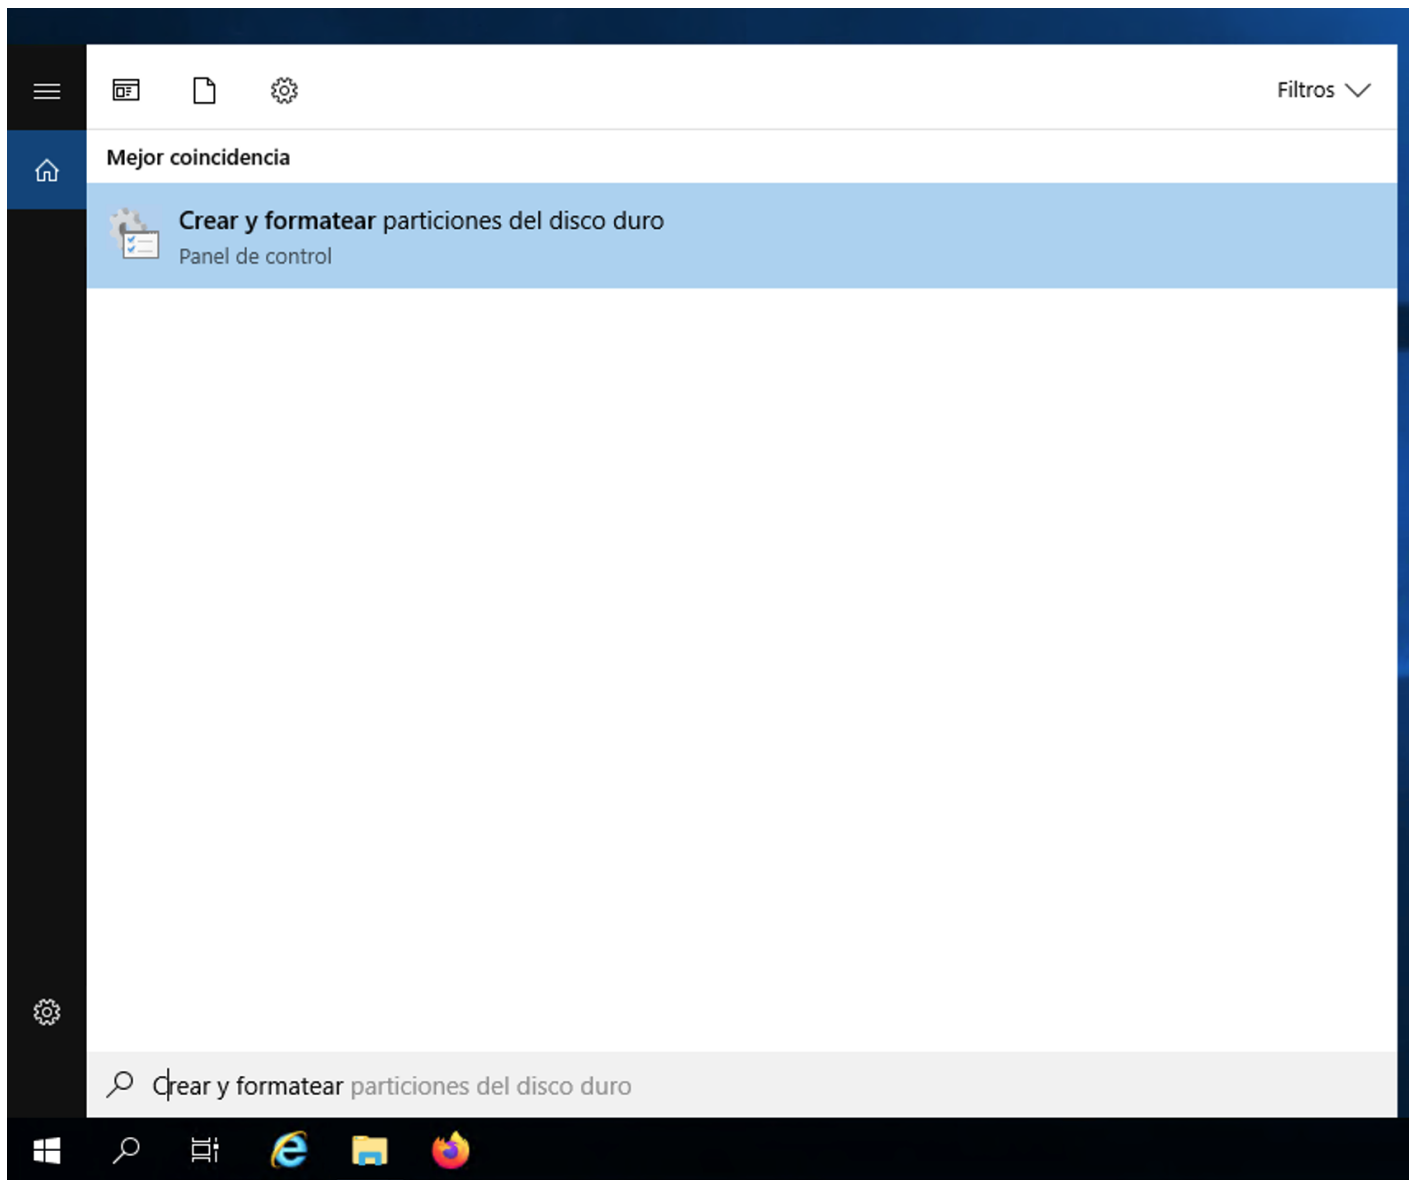 Filtros
Mejor coincidencia
Crear y formatear particiones del disco duro
Panel de control
Crear y formatear particiones del disco duro